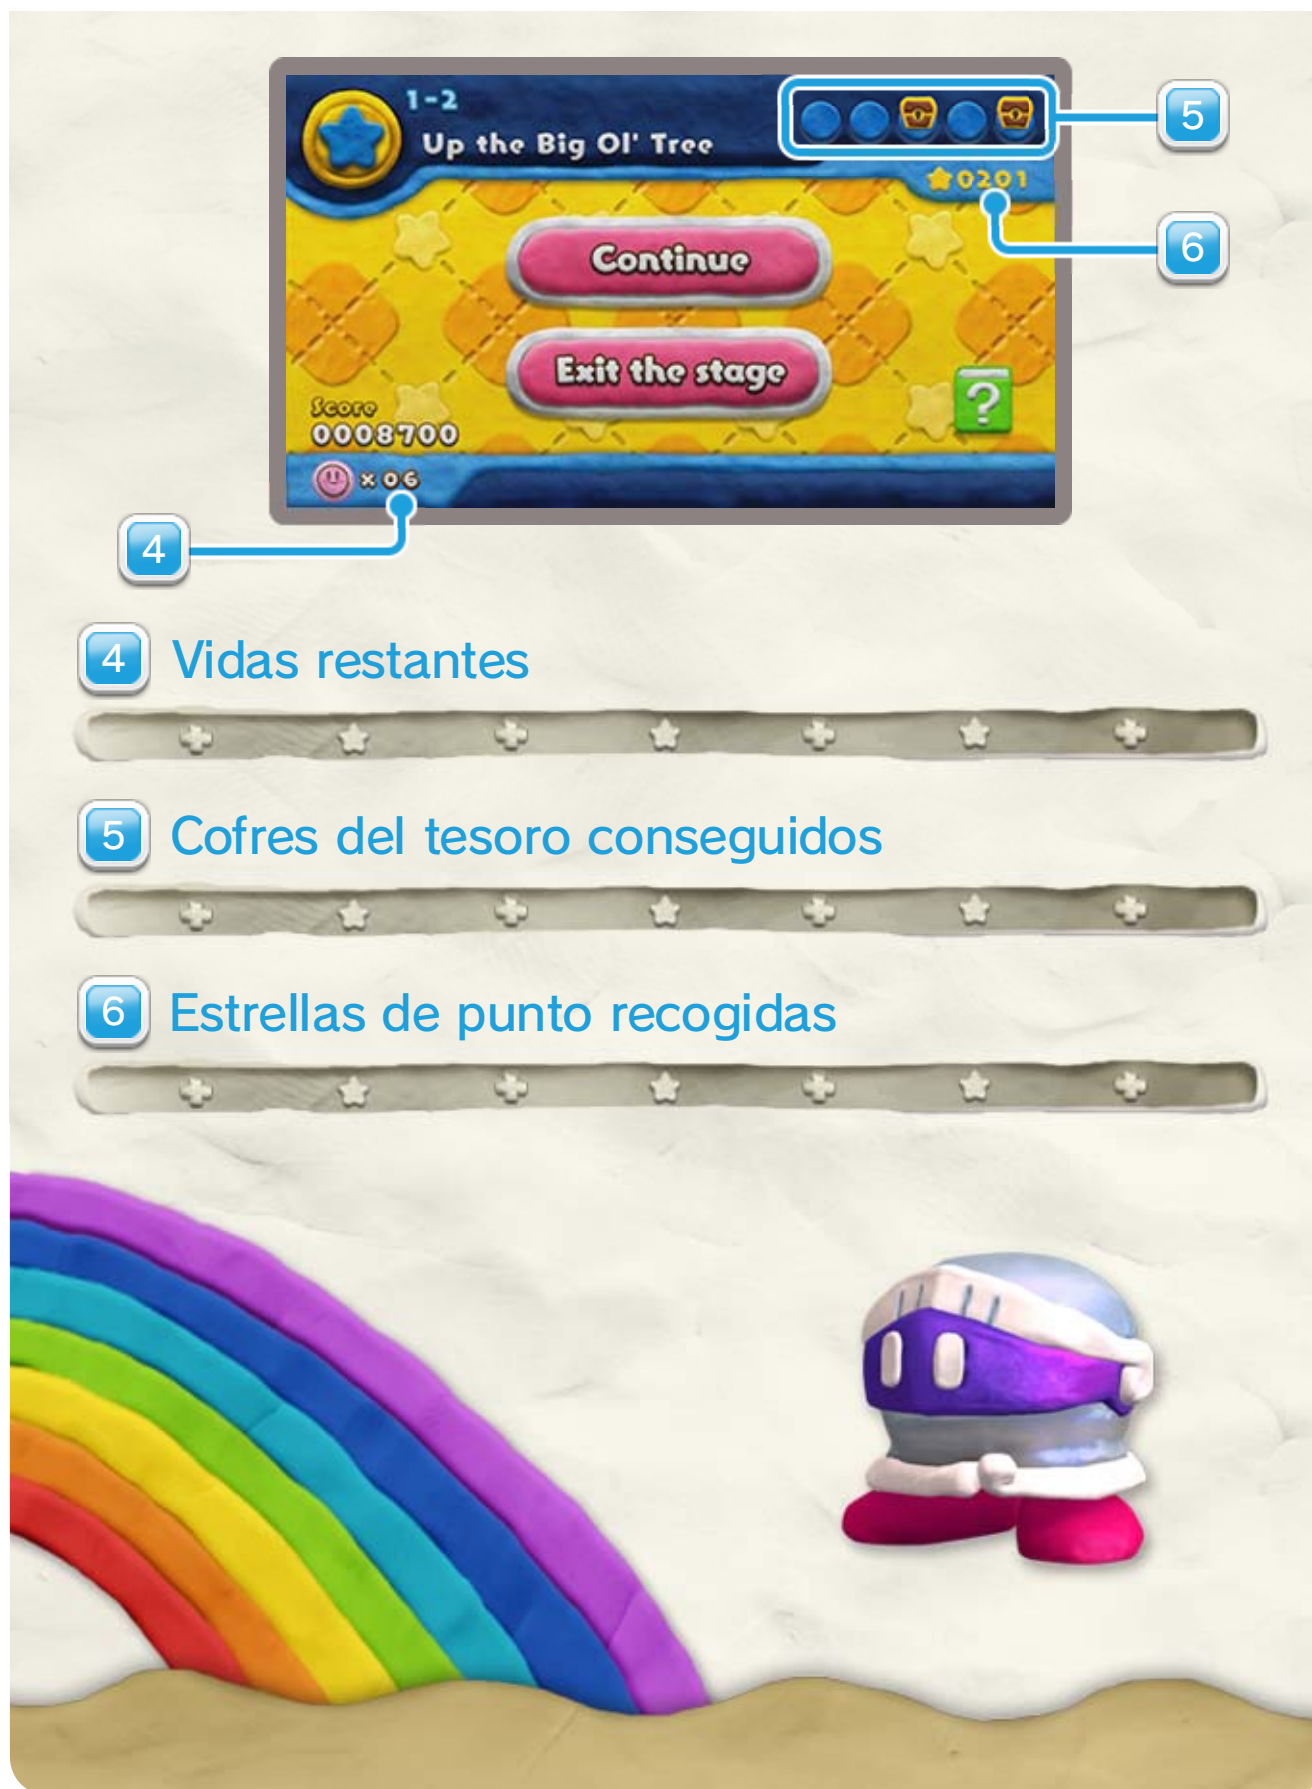 1-2
Up the Big Ol' Tree
5
0201
6
Continue
Exit the stage
?
Score
0008700
× 06
4
4 Vidas restantes
5 Cofres del tesoro conseguidos
6 Estrellas de punto recogidas